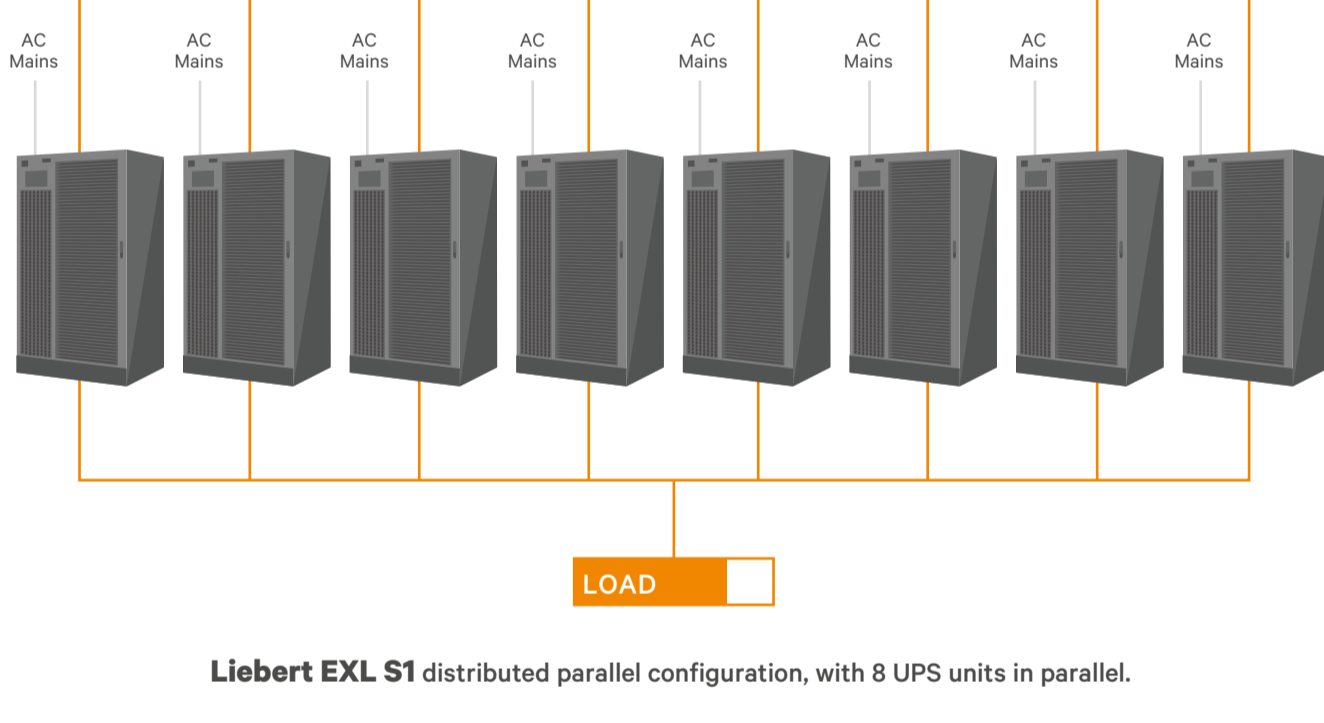 AC
Mains
AC
Mains
AC
Mains
AC
Mains
AC
Mains
AC
Mains
AC
Mains
AC
Mains
LOAD
Liebert EXL S1 distributed parallel configuration, with 8 UPS units in parallel.